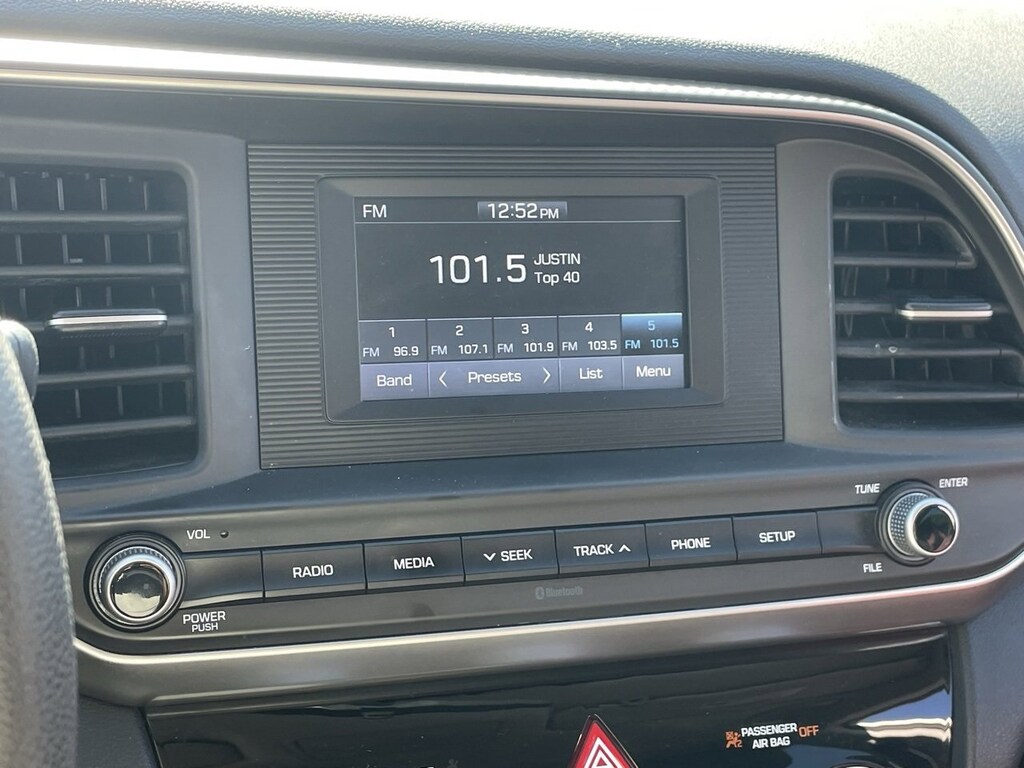 FM 12:52 PM
101.5 JUSTIN
Top 40
1 2 3 4 5
FM 96.9 FM 107.1 FM 101.9 FM 103.5 FM 101.5
Band Presets List Menu
VOL
TUNE ENTER
RADIO MEDIA SEEK TRACK PHONE SETUP
FILE
POWER
PUSH
Bluetooth
PASSENGER OFF
AIR BAG
2